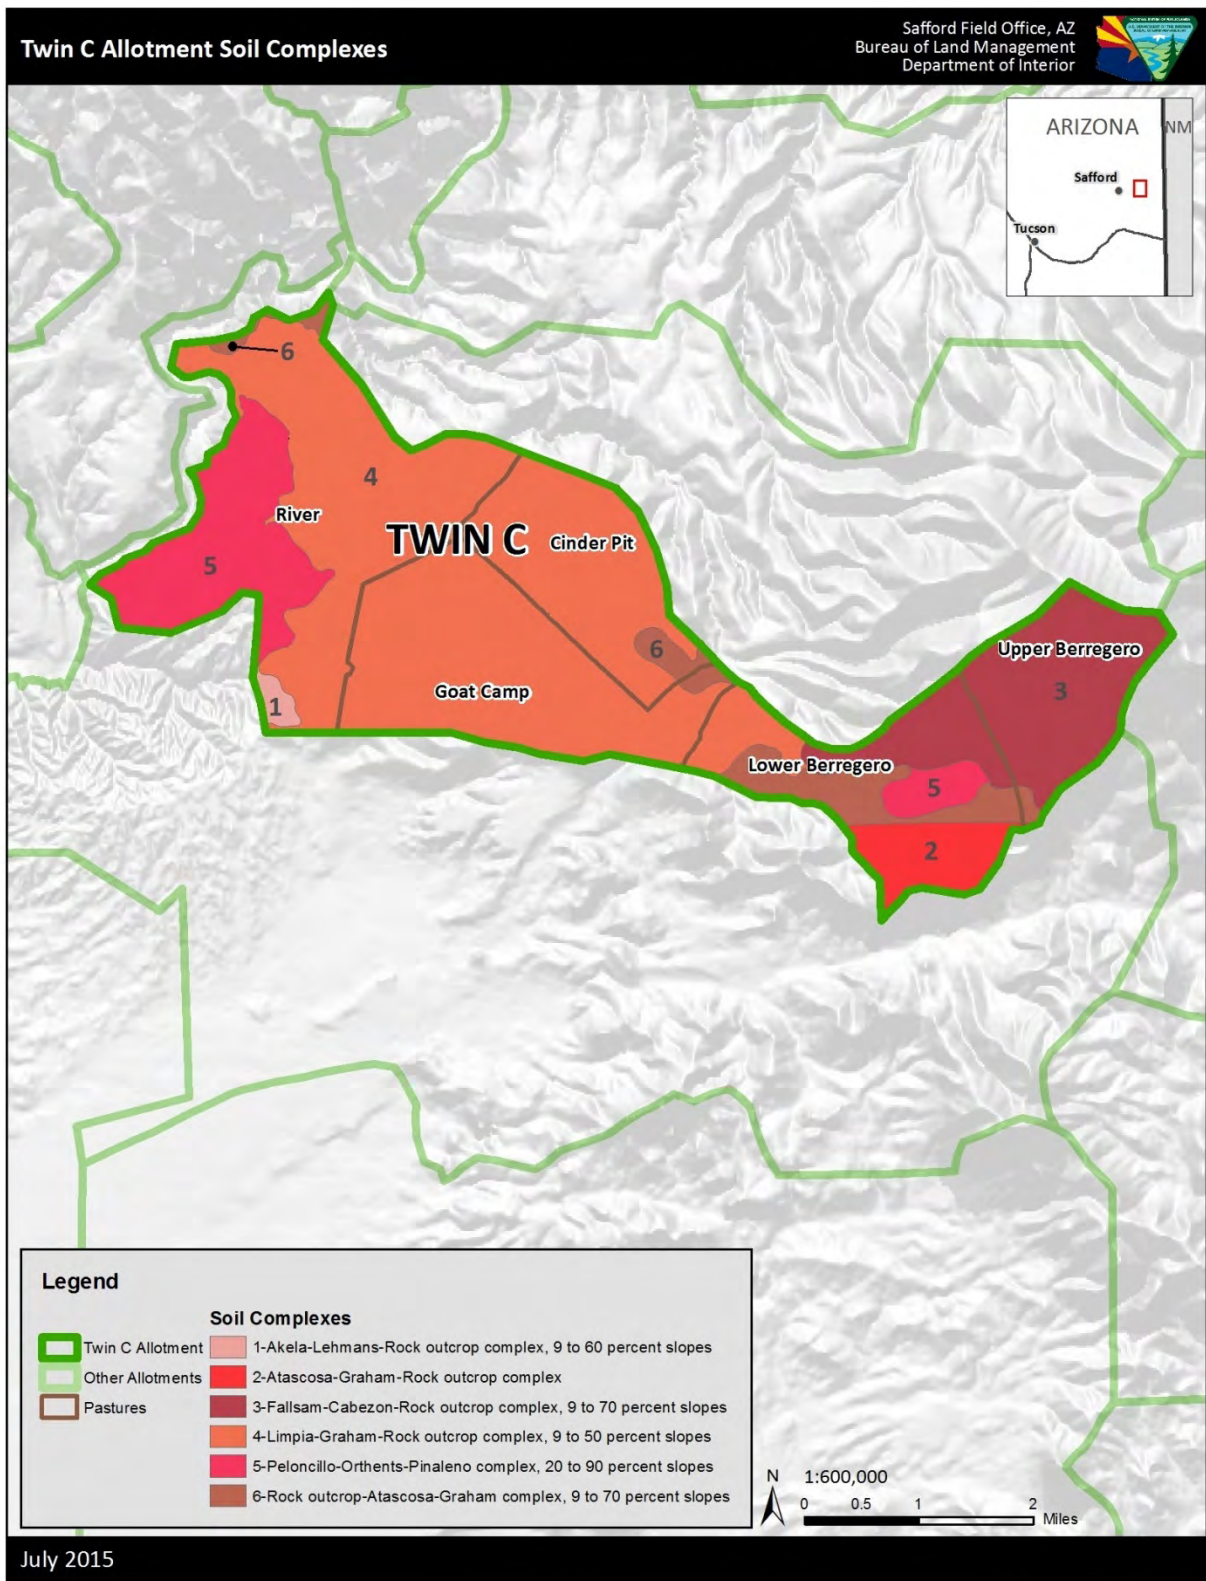 Twin C Allotment Soil Complexes
Safford Field Office, AZ
Bureau of Land Management
Department of Interior
ARIZONA
NM
Safford
Tucson
6
4
River
TWIN C
Cinder Pit
5
6
Upper Berregero
3
Goat Camp
1
Lower Berregero
5
2
Legend
Soil Complexes
Twin C Allotment
Other Allotments
Pastures
1-Akela-Lehmans-Rock outcrop complex, 9 to 60 percent slopes
2-Atascosa-Graham-Rock outcrop complex
3-Fallsam-Cabezon-Rock outcrop complex, 9 to 70 percent slopes
4-Limpia-Graham-Rock outcrop complex, 9 to 50 percent slopes
5-Peloncillo-Orthents-Pinaleno complex, 20 to 90 percent slopes
6-Rock outcrop-Atascosa-Graham complex, 9 to 70 percent slopes
N
1:600,000
0 0.5 1 2
Miles
July 2015